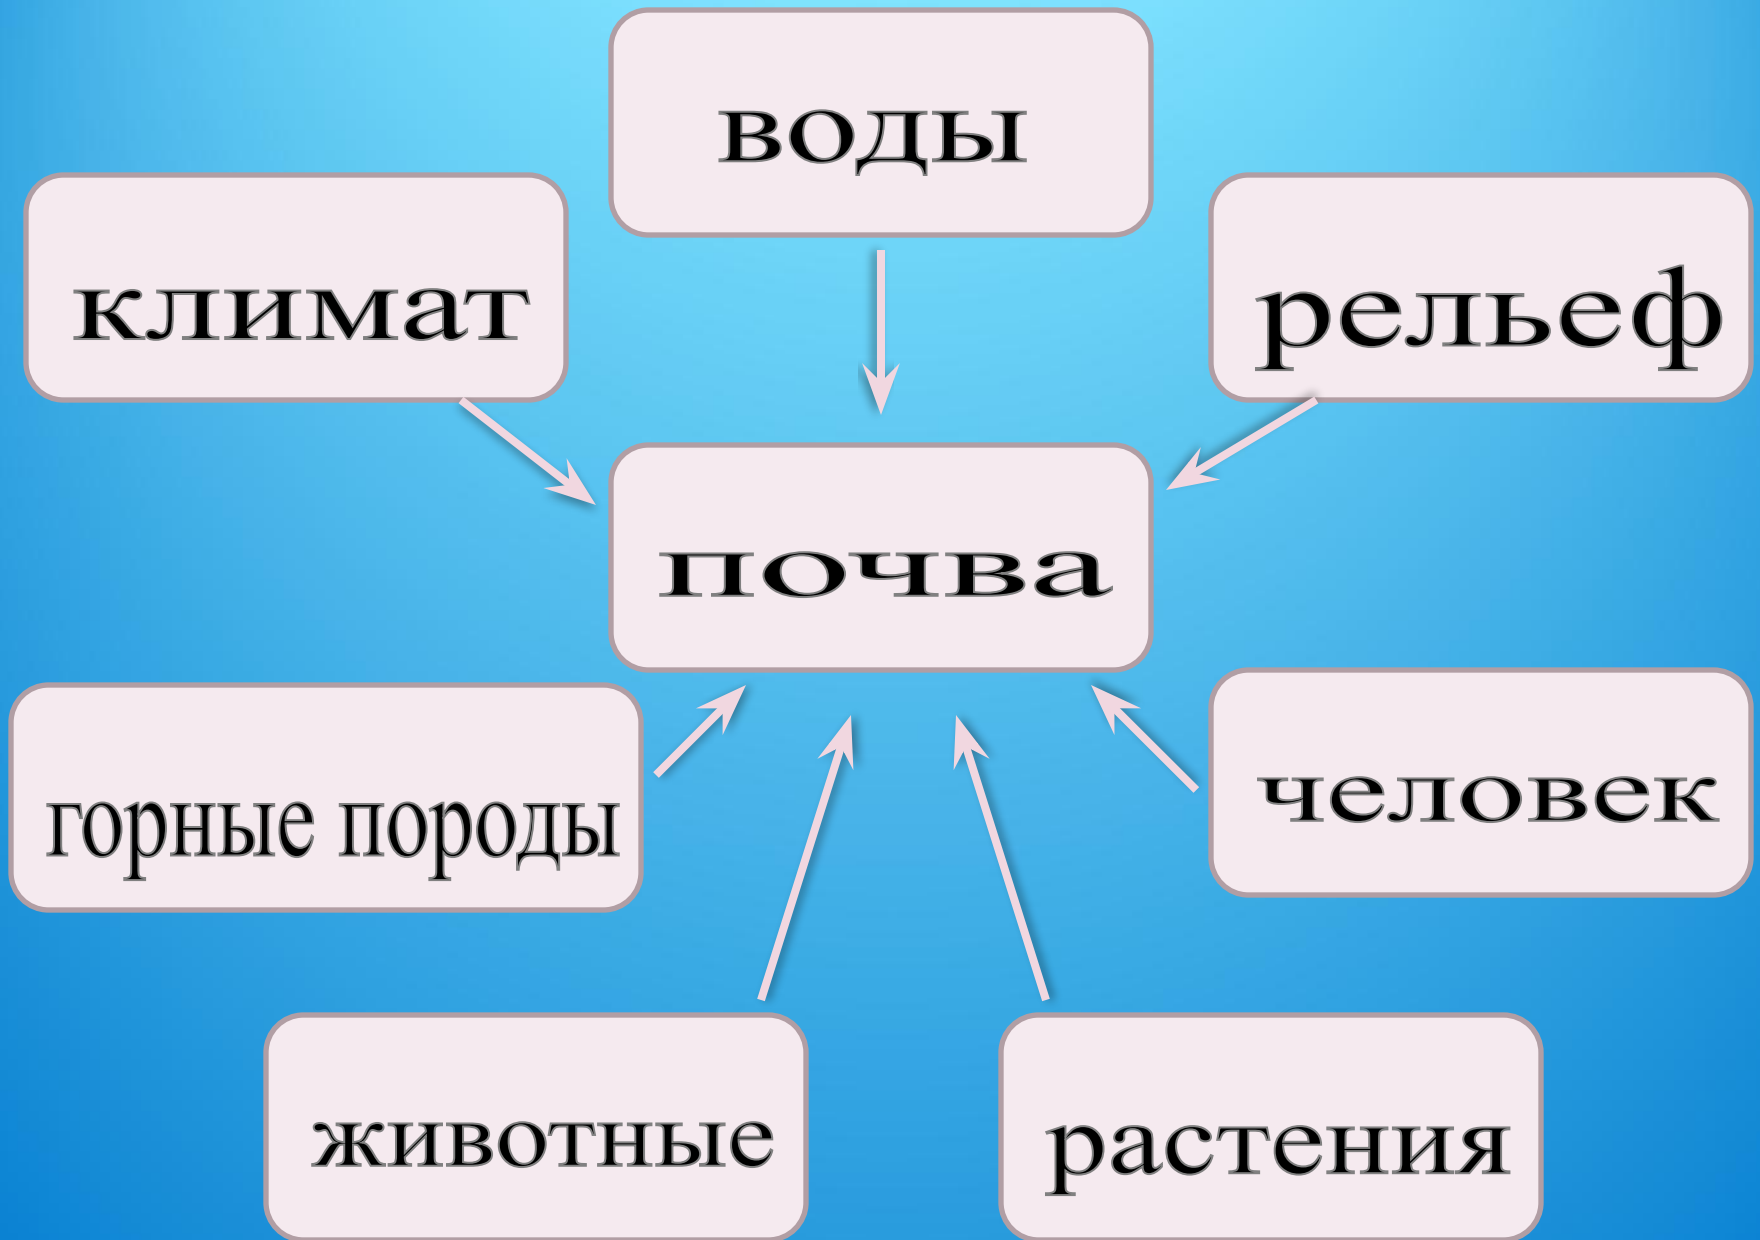 воды
климат
рельеф
почва
горные породы
человек
животные
растения